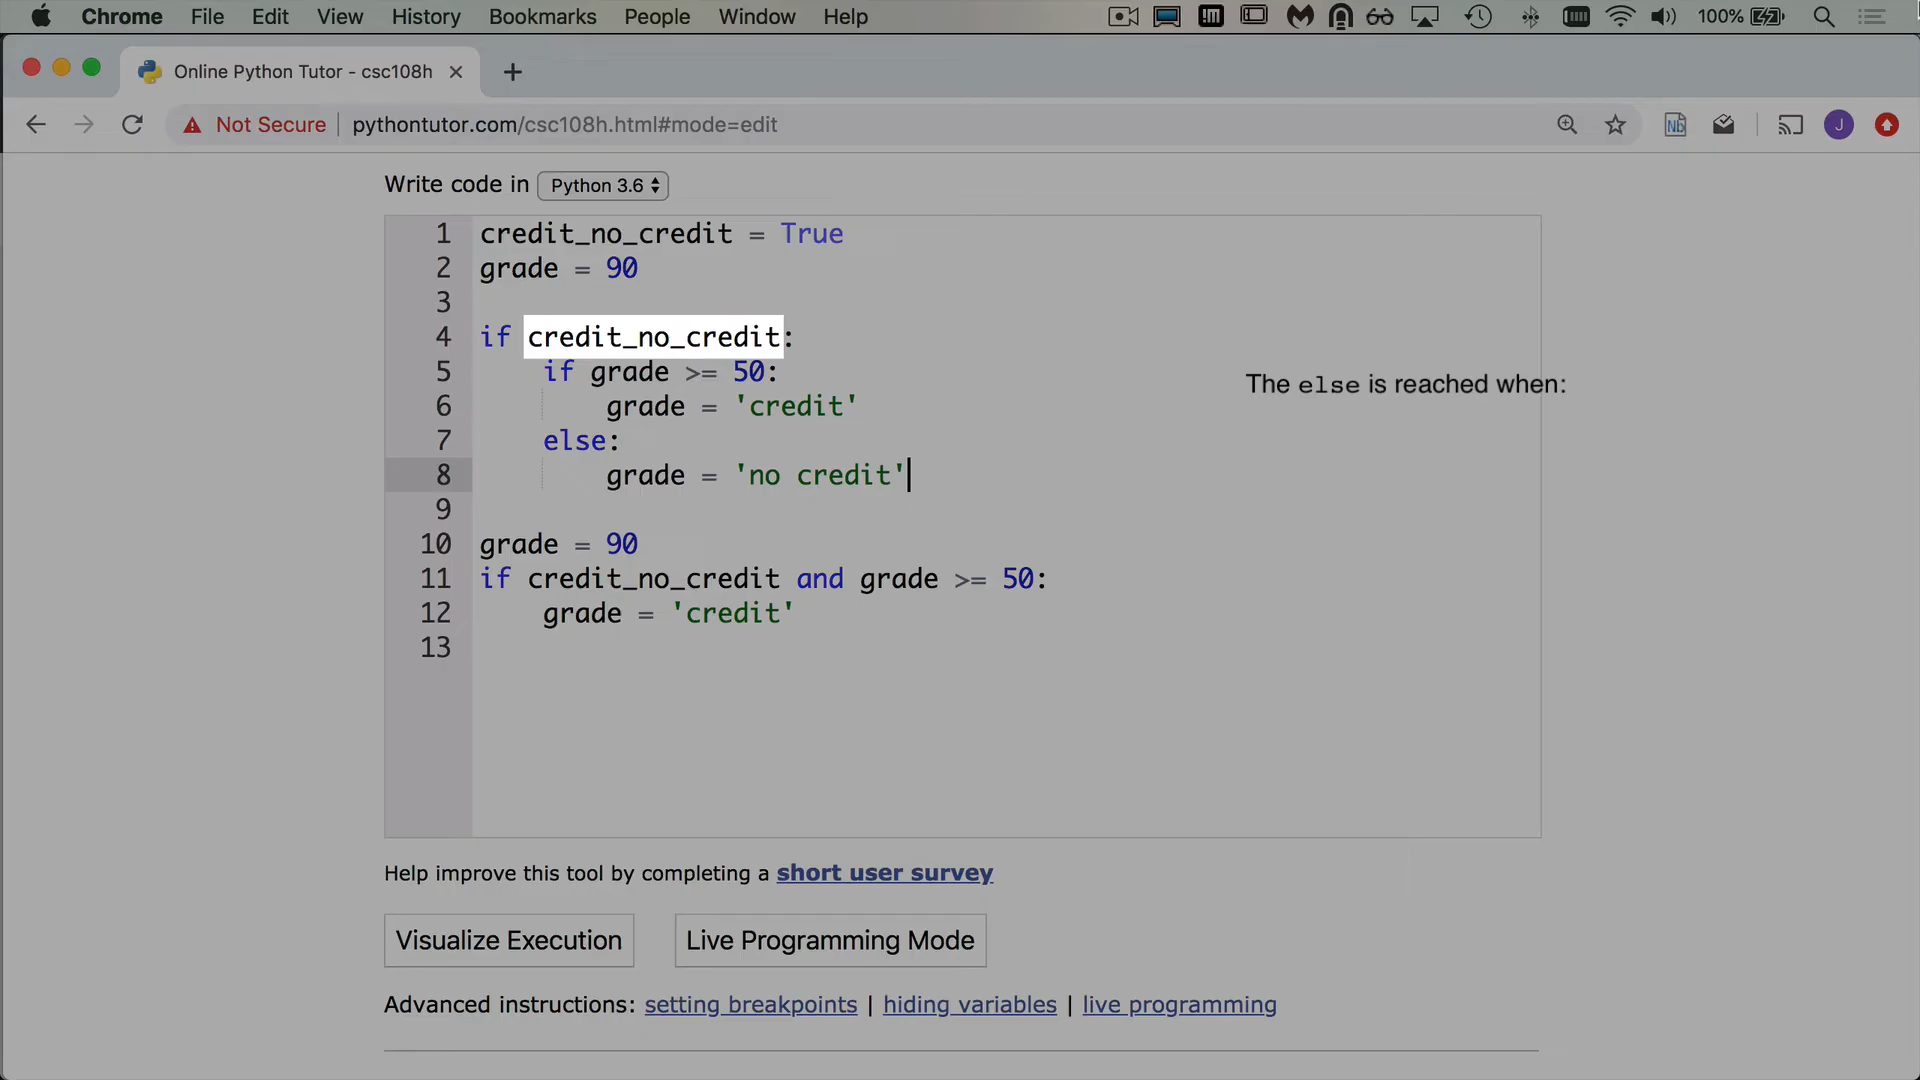 Chrome File Edit View History Bookmarks People Window Help 100%
Online Python Tutor - csc108h
Not Secure pythontutor.com/csc108h.html#mode=edit Nb J
Write code in Python 3.6
1 credit_no_credit = True
2 grade = 90
3
4 if credit_no_credit:
5 if grade >= 50:
The else is reached when:
6 grade = 'credit'
7 else:
8 grade = 'no credit'
9
10 grade = 90
11 if credit_no_credit and grade >= 50:
12 grade = 'credit'
13
Help improve this tool by completing a short user survey
Visualize Execution Live Programming Mode
Advanced instructions: setting breakpoints | hiding variables | live programming